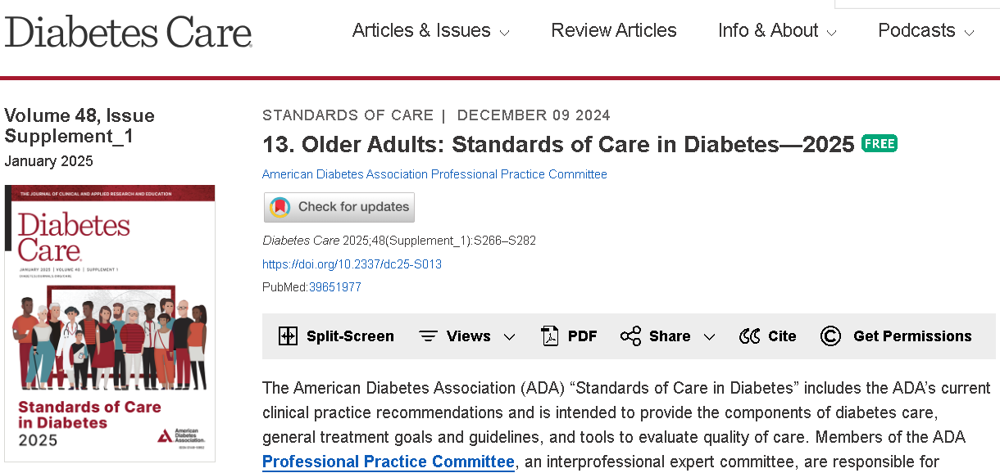 Diabetes Care
Articles & Issues
Review Articles
Info & About
Podcasts
Volume 48, Issue
Supplement_1
January 2025
THE JOURNAL OF CLINICAL AND APPLIED RESEARCH AND EDUCATION
Diabetes
Care
JANUARY 2025 | VOLUME 48 | SUPPLEMENT 1
DIABETESJOURNALS.ORG/CARE
Standards of Care
in Diabetes
2025
American
Diabetes
Association.
STANDARDS OF CARE | DECEMBER 09 2024
13. Older Adults: Standards of Care in Diabetes—2025 FREE
American Diabetes Association Professional Practice Committee
Check for updates
Diabetes Care 2025;48(Supplement_1):S266–S282
https://doi.org/10.2337/dc25-S013
PubMed:39651977
Split-Screen
Views
PDF
Share
Cite
Get Permissions
The American Diabetes Association (ADA) “Standards of Care in Diabetes” includes the ADA’s current
clinical practice recommendations and is intended to provide the components of diabetes care,
general treatment goals and guidelines, and tools to evaluate quality of care. Members of the ADA
Professional Practice Committee, an interprofessional expert committee, are responsible for